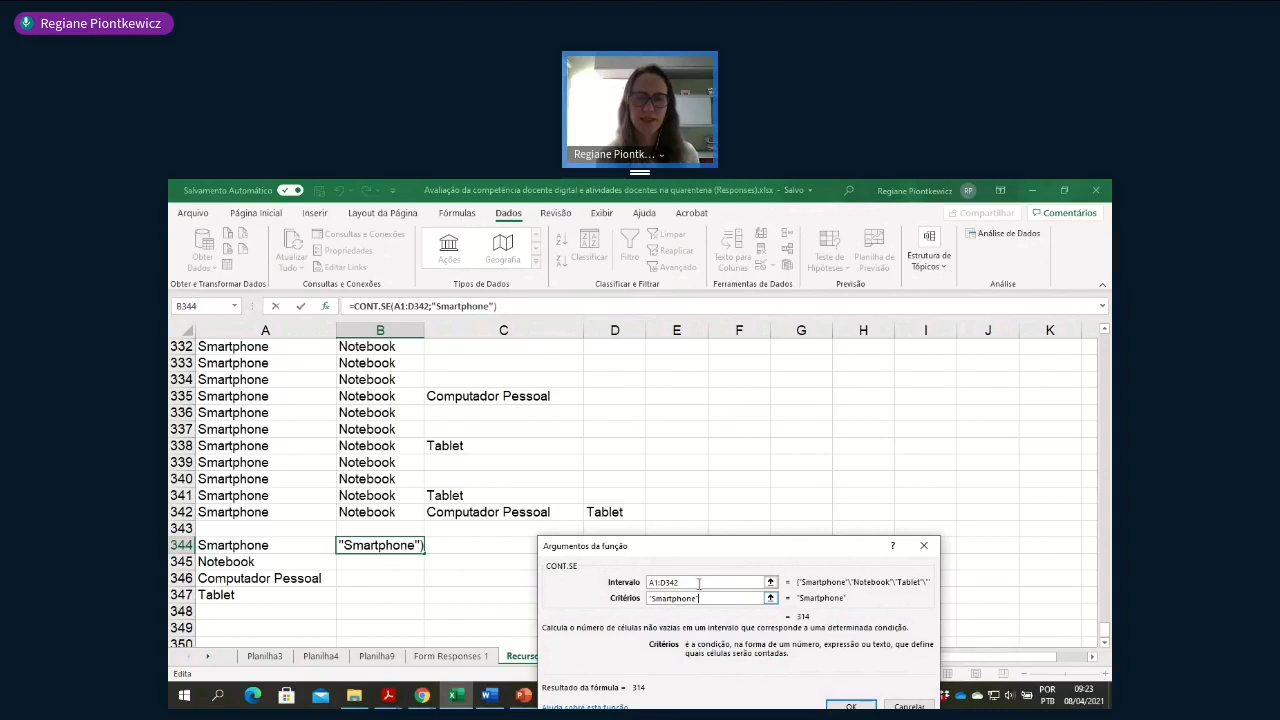 Regiane Piontkewicz
Regiane Piontk...
Salvamento Automático
Avaliação da competência docente digital e atividades docentes na quarentena (Responses).xlsx - Salvo
Regiane Piontkewicz RP
Arquivo Página Inicial Inserir Layout da Página Fórmulas Dados Revisão Exibir Ajuda Acrobat Compartilhar Comentários
Obter Dados
Atualizar Tudo
Consultas e Conexões
Propriedades
Editar Links
Ações
Geografia
Classificar
Filtro
Limpar
Reaplicar
Avançado
Texto para Colunas
Teste de Hipóteses
Planilha de Previsão
Estrutura de Tópicos
Análise de Dados
Obter e Transformar Dados Consultas e Conexões Tipos de Dados Classificar e Filtrar Ferramentas de Dados Previsão Análise
B344 fx =CONT.SE(A1:D342;"Smartphone")
A B C D E F G H I J K
332 Smartphone Notebook
333 Smartphone Notebook
334 Smartphone Notebook
335 Smartphone Notebook Computador Pessoal
336 Smartphone Notebook
337 Smartphone Notebook
338 Smartphone Notebook Tablet
339 Smartphone Notebook
340 Smartphone Notebook
341 Smartphone Notebook Tablet
342 Smartphone Notebook Computador Pessoal Tablet
343
344 Smartphone "Smartphone")
345 Notebook
346 Computador Pessoal
347 Tablet
348
349
350
Argumentos da função ?
CONT.SE
Intervalo A1:D342 = {"Smartphone"\"Notebook"\"Tablet"\"
Critérios "Smartphone" = "Smartphone"
= 314
Calcula o número de células não vazias em um intervalo que corresponde a uma determinada condição.
Critérios é a condição, na forma de um número, expressão ou texto, que define
quais células serão contadas.
Resultado da fórmula = 314
Ajuda sobre esta função
OK Cancelar
Planilha3 Planilha4 Planilha9 Form Responses 1 Recurso
Edita
POR
PTB
09:23
08/04/2021